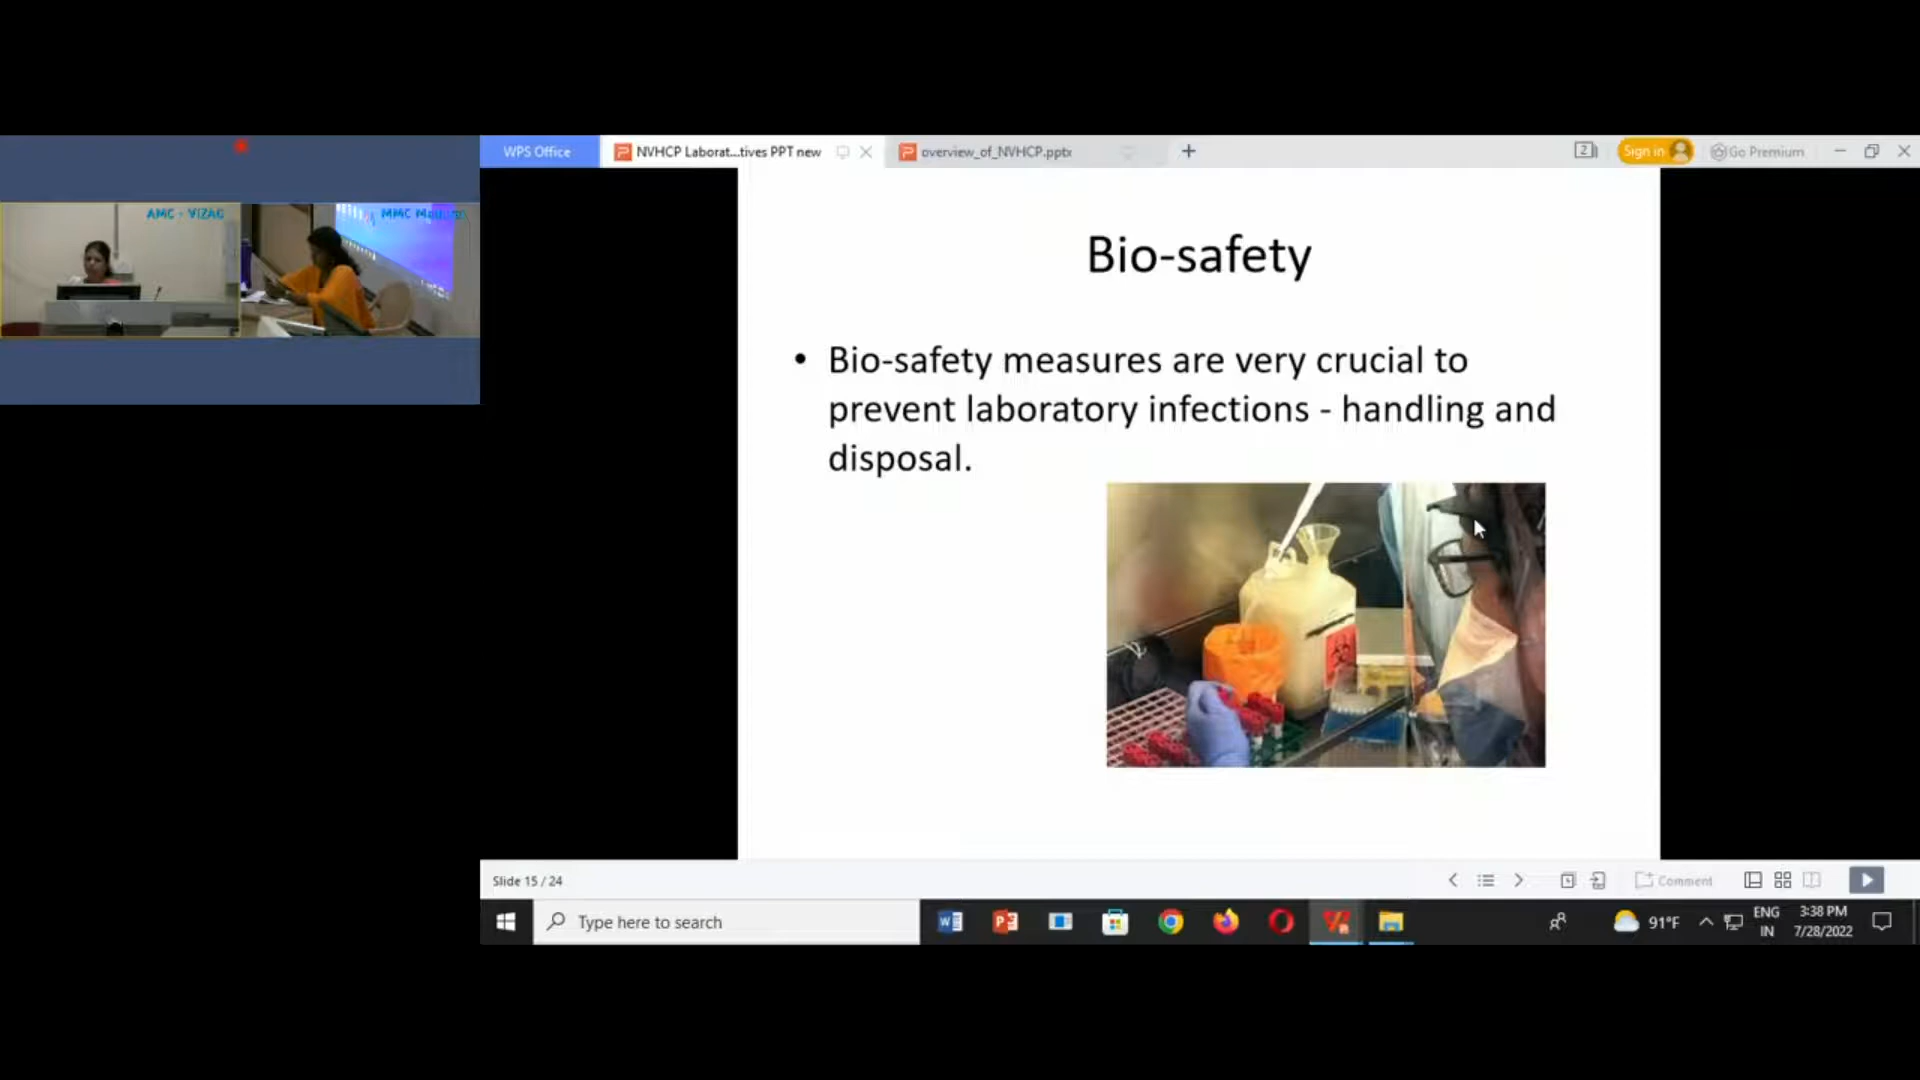 WPS Office
NVHCP Laborat...tives PPT new
overview_of_NVHCP.pptx
2
Sign in
Go Premium
AMC - VIZAG
MMC
Bio-safety
• Bio-safety measures are very crucial to
prevent laboratory infections - handling and
disposal.
Slide 15 / 24
Comment
Type here to search
91°F
ENG
IN
3:38 PM
7/28/2022